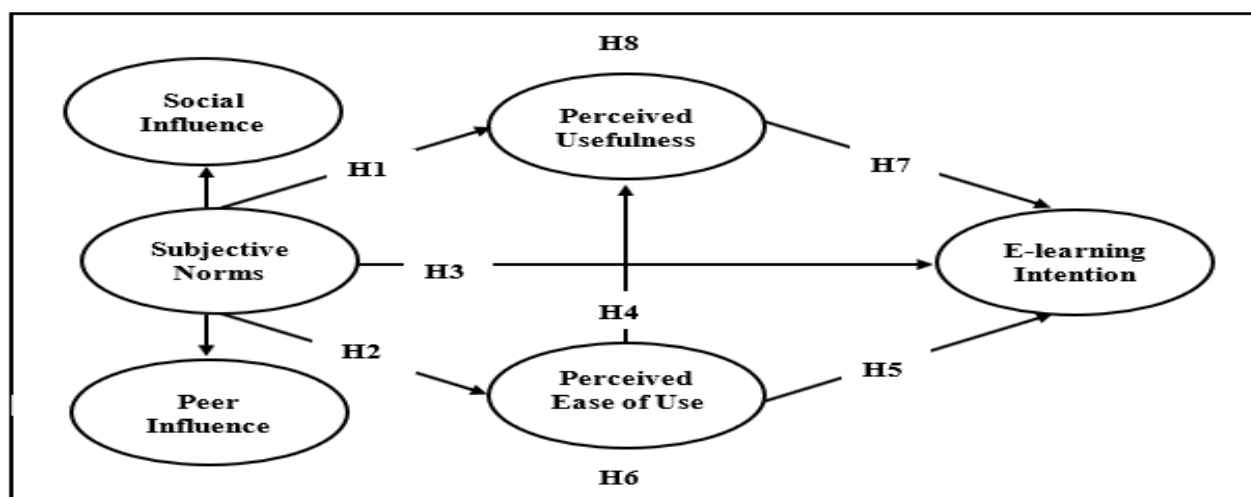 H8
Social
Influence
Perceived
Usefulness
H1
H7
Subjective
Norms
H3
E-learning
Intention
H4
H2
Perceived
Ease of Use
H5
Peer
Influence
H6